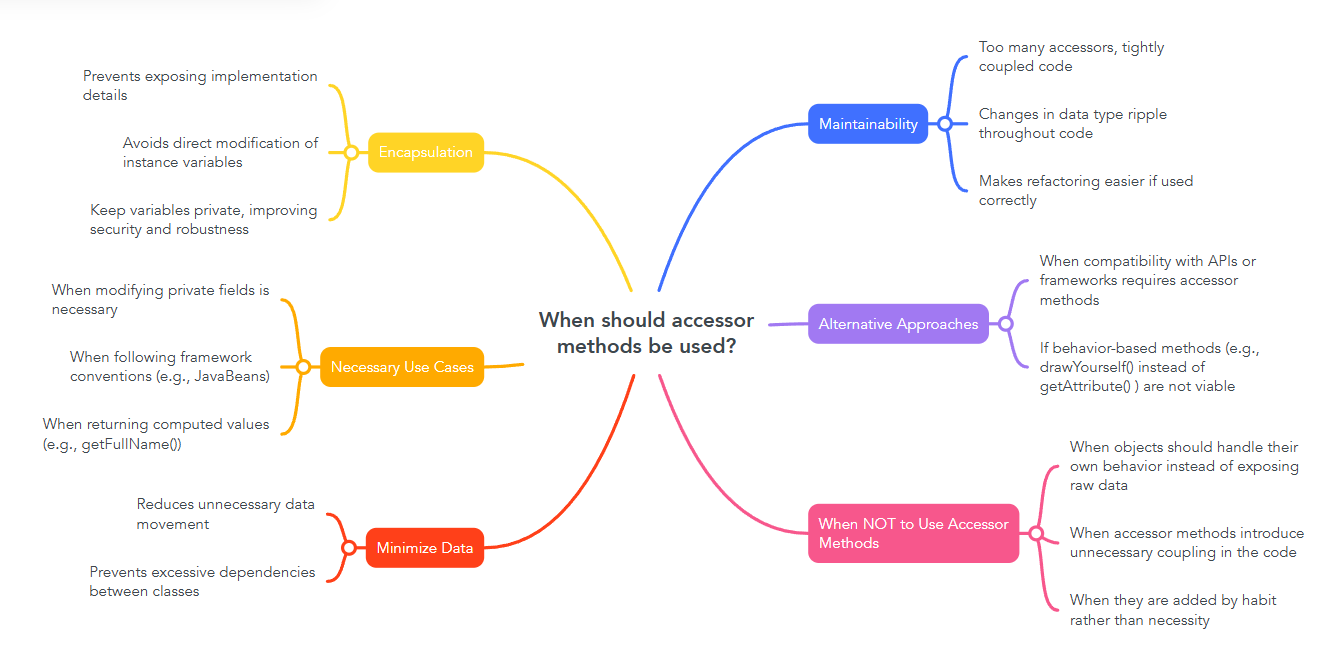 When should accessor
methods be used?
Encapsulation
Prevents exposing implementation
details
Avoids direct modification of
instance variables
Keep variables private, improving
security and robustness
Necessary Use Cases
When modifying private fields is
necessary
When following framework
conventions (e.g., JavaBeans)
When returning computed values
(e.g., getFullName())
Minimize Data
Reduces unnecessary data
movement
Prevents excessive dependencies
between classes
Maintainability
Too many accessors, tightly
coupled code
Changes in data type ripple
throughout code
Makes refactoring easier if used
correctly
Alternative Approaches
When compatibility with APIs or
frameworks requires accessor
methods
If behavior-based methods (e.g.,
drawYourself() instead of
getAttribute() ) are not viable
When NOT to Use Accessor
Methods
When objects should handle their
own behavior instead of exposing
raw data
When accessor methods introduce
unnecessary coupling in the code
When they are added by habit
rather than necessity